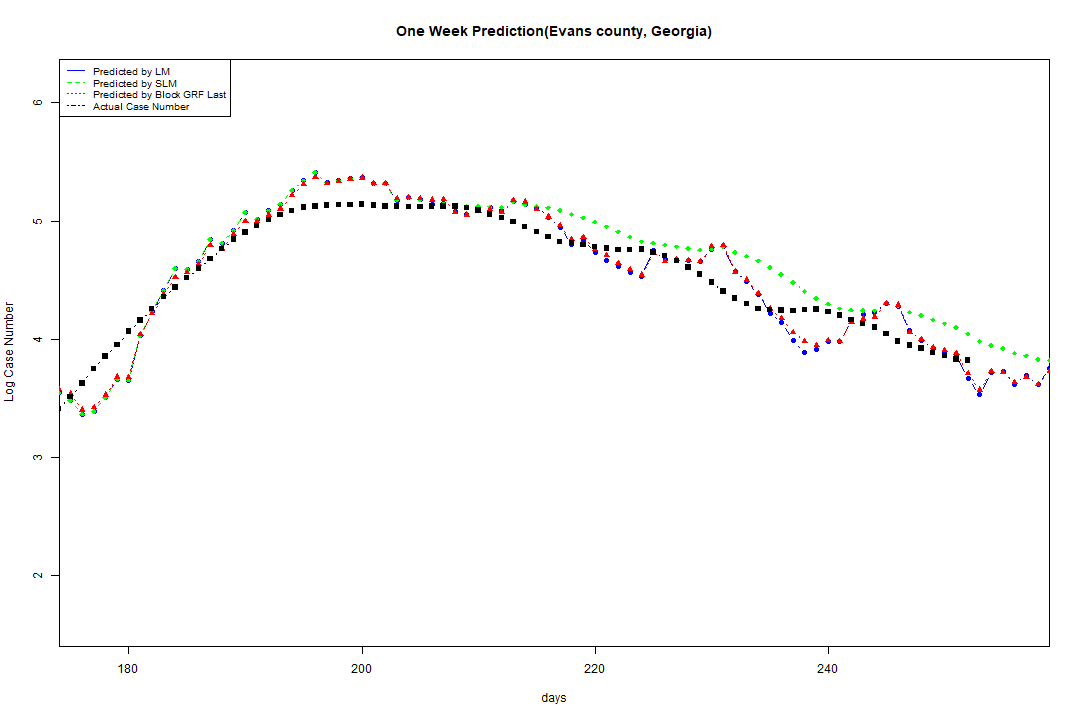 One Week Prediction(Evans county, Georgia)
Predicted by LM
Predicted by SLM
Predicted by Block GRF Last
Actual Case Number
6
5
4
3
2
Log Case Number
180 200 220 240
days